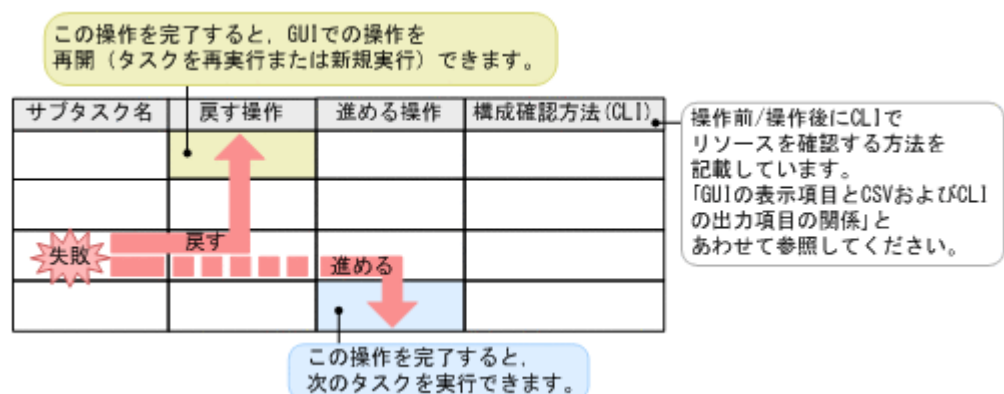 この操作を完了すると，GUIでの操作を
再開（タスクを再実行または新規実行）できます。
サブタスク名
戻す操作
進める操作
構成確認方法(CLI)
操作前/操作後にCLIで
リソースを確認する方法を
記載しています。
「GUIの表示項目とCSVおよびCLI
の出力項目の関係」と
あわせて参照してください。
戻す
失敗
進める
この操作を完了すると，
次のタスクを実行できます。